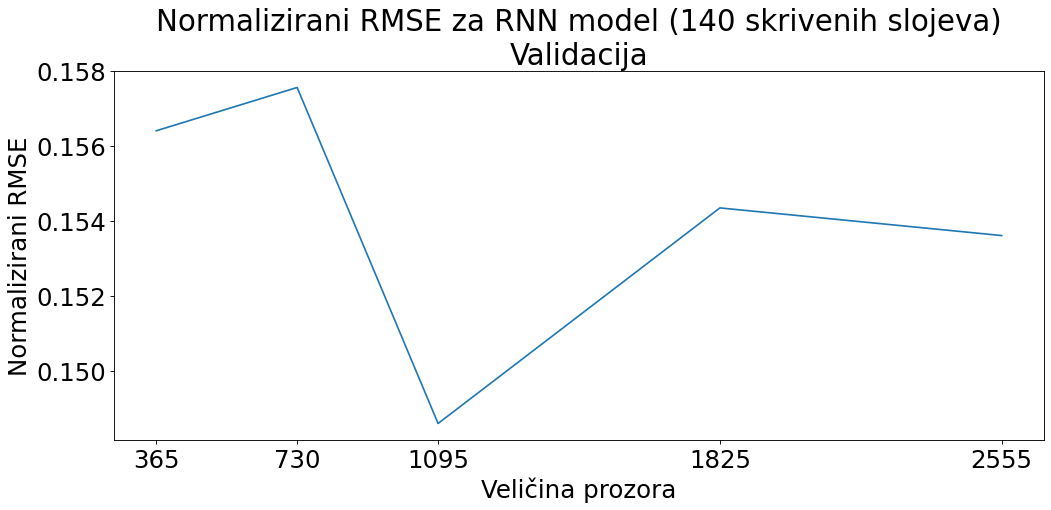 Normalizirani RMSE za RNN model (140 skrivenih slojeva)
Validacija
0.158
0.156
0.154
0.152
0.150
Normalizirani RMSE
365 730 1095 1825 2555
Veličina prozora